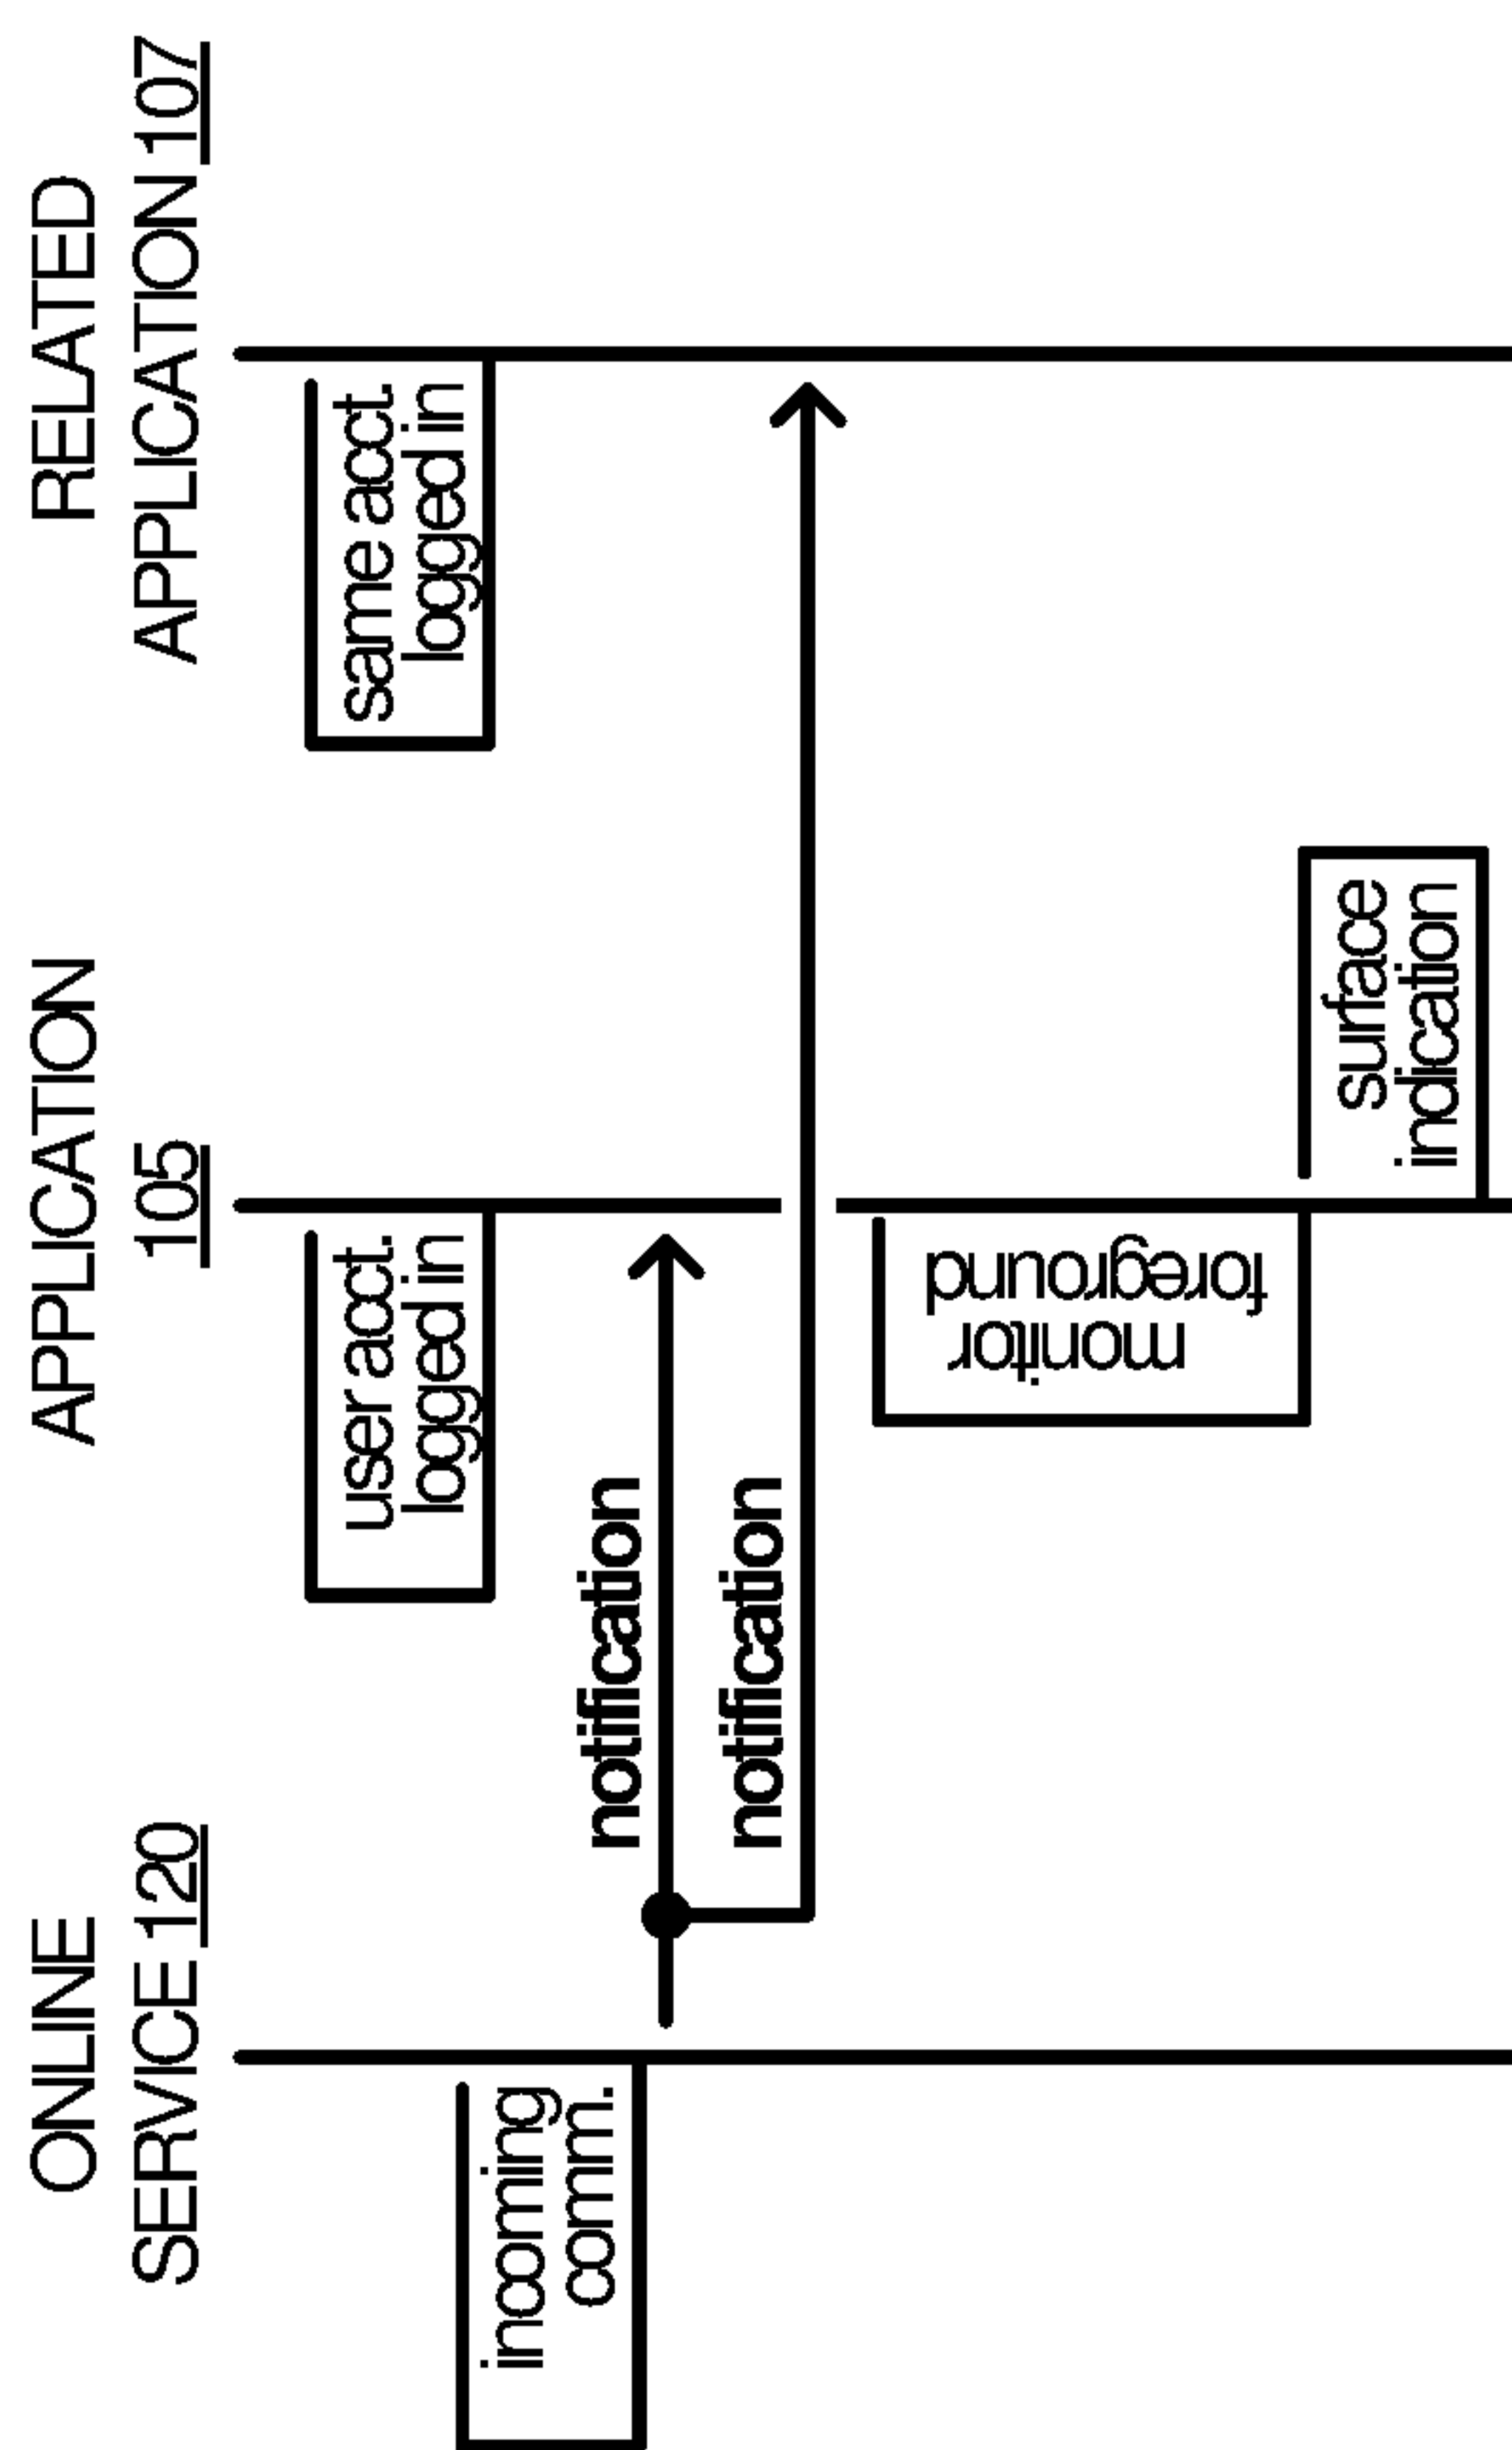 ONLINE
SERVICE 120
APPLICATION
105
RELATED
APPLICATION 107
user acct.
logged in
same acct.
logged in
incoming
comm.
notification
notification
monitor
foreground
surface
indication